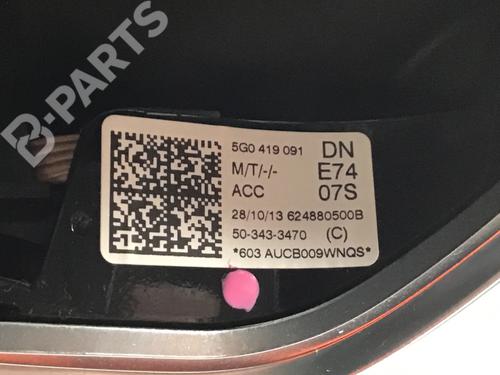 B-PARTS
5G0 419 091 DN
M/T/-/- E74
ACC 07S
28/10/13 624880500B
50-343-3470 (C)
*603 AUCB009WNQS*